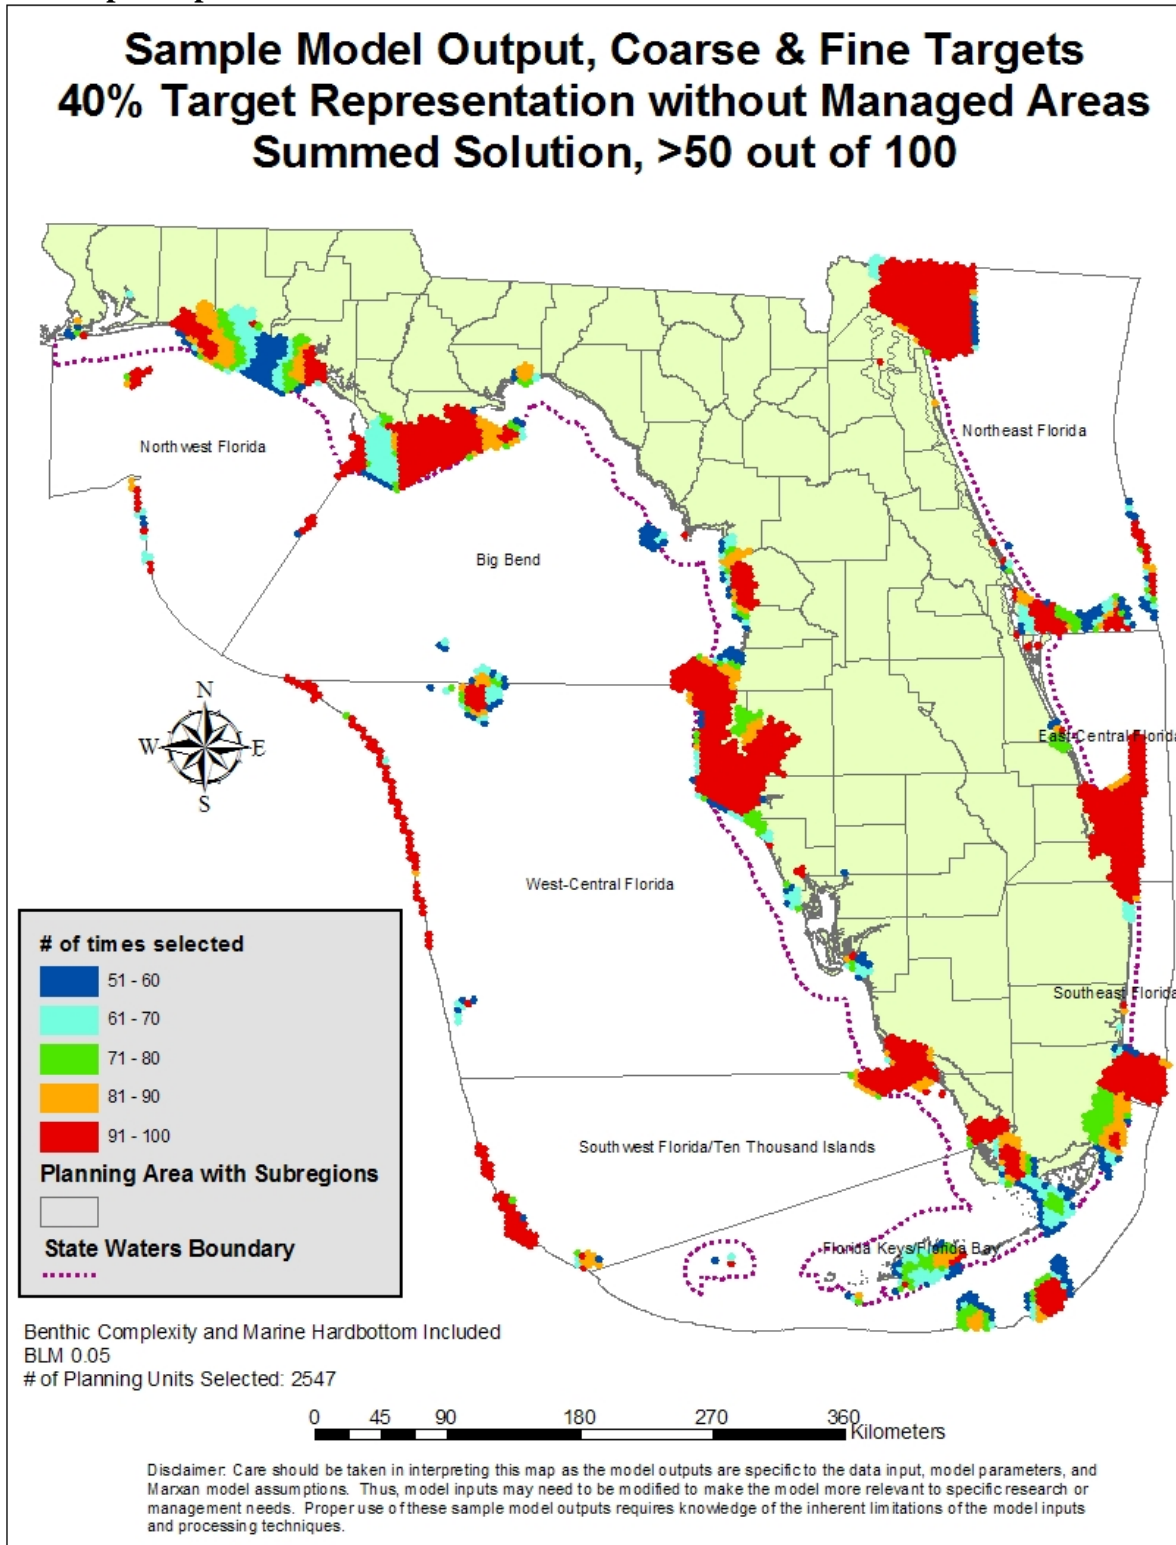 Sample Model Output, Coarse & Fine Targets
40% Target Representation without Managed Areas
Summed Solution, >50 out of 100
Northwest Florida
Northeast Florida
Big Bend
N
W E
S
East-Central Florida
West-Central Florida
Southeast Florida
Southwest Florida/Ten Thousand Islands
Florida Keys/Florida Bay
# of times selected
51 - 60
61 - 70
71 - 80
81 - 90
91 - 100
Planning Area with Subregions
State Waters Boundary
Benthic Complexity and Marine Hardbottom Included
BLM 0.05
# of Planning Units Selected: 2547
0 45 90 180 270 360
Kilometers
Disclaimer: Care should be taken in interpreting this map as the model outputs are specific to the data input, model parameters, and
Marxan model assumptions. Thus, model inputs may need to be modified to make the model more relevant to specific research or
management needs. Proper use of these sample model outputs requires knowledge of the inherent limitations of the model inputs
and processing techniques.